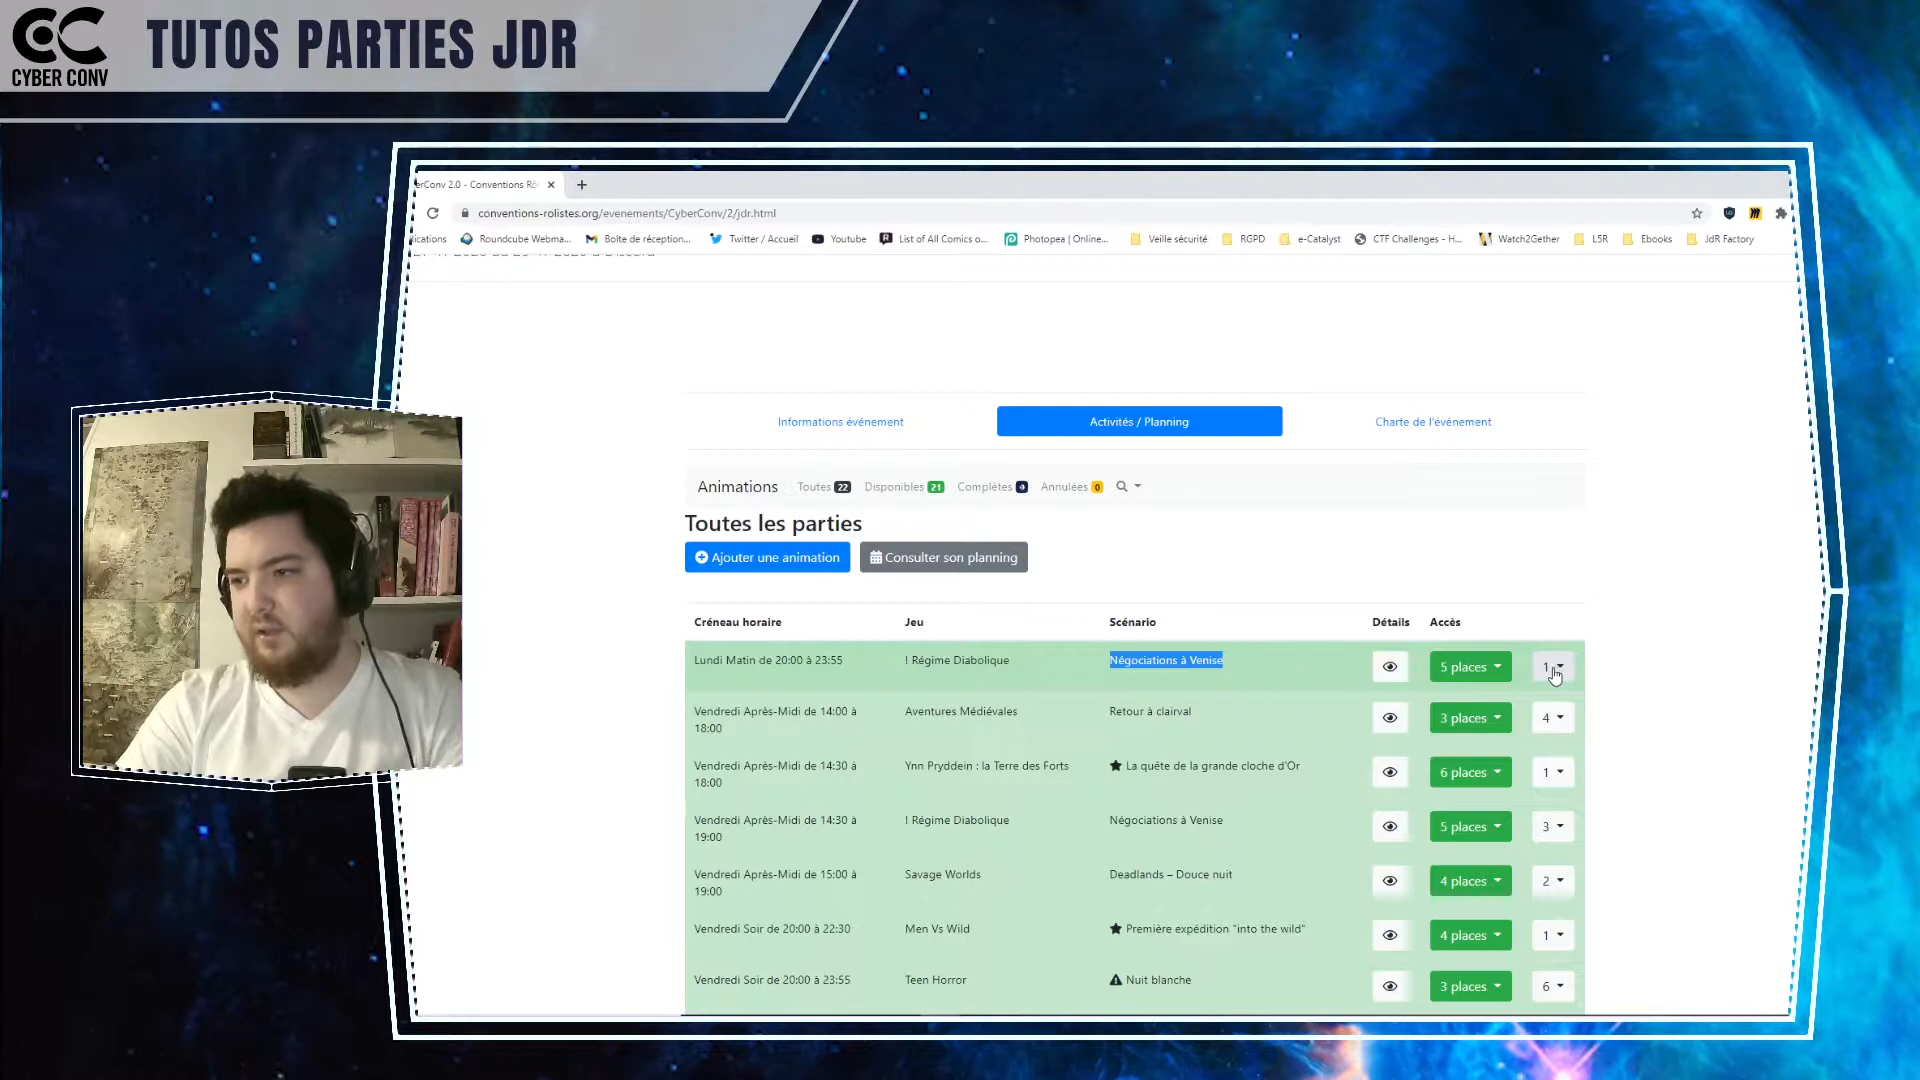 CYBER CONV
TUTOS PARTIES JDR
erConv 2.0 - Conventions Rô
conventions-rolistes.org/evenements/CyberConv/2/jdr.html
Roundcube Webma...
Boîte de réception...
Twitter / Accueil
Youtube
List of All Comics o...
Photopea | Online...
Veille sécurité
RGPD
e-Catalyst
CTF Challenges - H...
Watch2Gether
L5R
Ebooks
JdR Factory
Informations événement
Activités / Planning
Charte de l'événement
Animations Toutes 22 Disponibles 21 Complètes Annulées 0
Toutes les parties
Ajouter une animation
Consulter son planning
Créneau horaire Jeu Scénario Détails Accès
Lundi Matin de 20:00 à 23:55 ! Régime Diabolique Négociations à Venise 5 places 1
Vendredi Après-Midi de 14:00 à Aventures Médiévales Retour à clairval 3 places 4
18:00
Vendredi Après-Midi de 14:30 à Ynn Pryddein : la Terre des Forts ★ La quête de la grande cloche d'Or 6 places 1
18:00
Vendredi Après-Midi de 14:30 à ! Régime Diabolique Négociations à Venise 5 places 3
19:00
Vendredi Après-Midi de 15:00 à Savage Worlds Deadlands – Douce nuit 4 places 2
19:00
Vendredi Soir de 20:00 à 22:30 Men Vs Wild ★ Première expédition "into the wild" 4 places 1
Vendredi Soir de 20:00 à 23:55 Teen Horror Nuit blanche 3 places 6